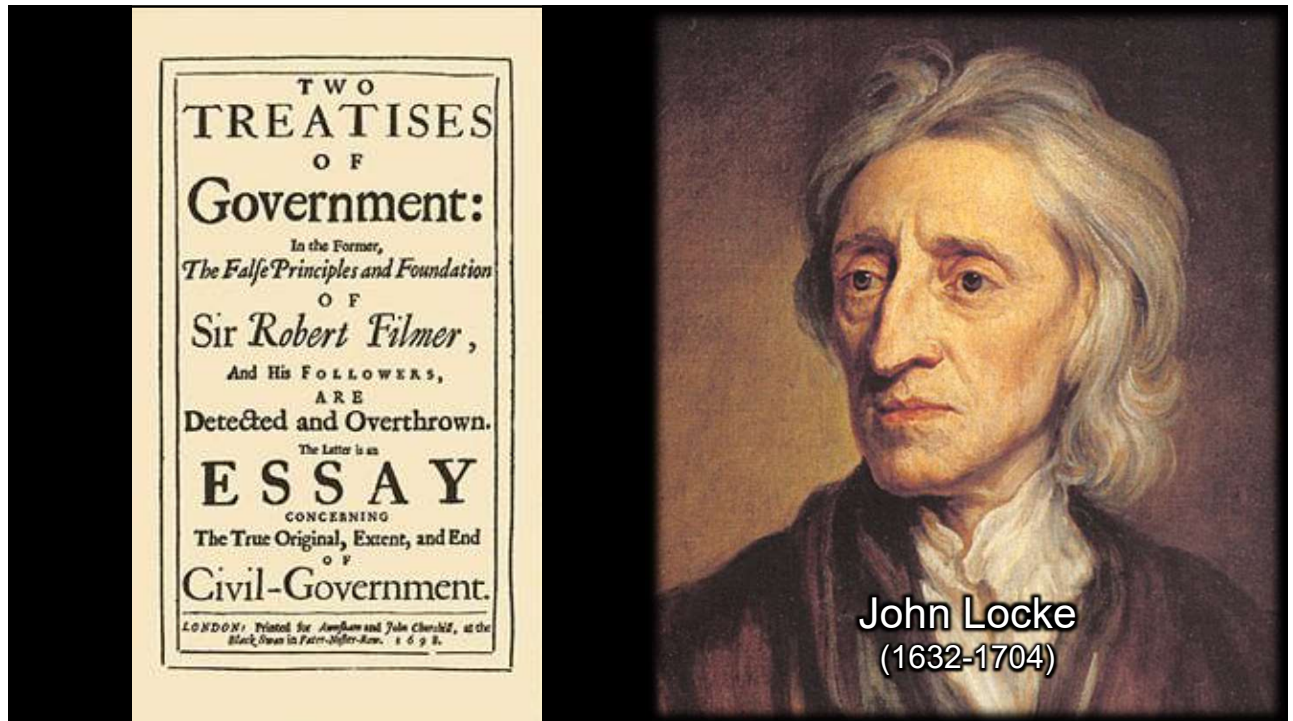 TWO
TREATISES
OF
Government:
In the Former,
The Falſe Principles and Foundation
OF
Sir Robert Filmer,
And His FOLLOWERS,
ARE
Detected and Overthrown.
The Latter is an
ESSAY
CONCERNING
The True Original, Extent, and End
OF
Civil-Government.
LONDON: Printed for Awnsham and John Churchill, at the
Black Swan in Pater-Noster-Row. 1698.
John Locke
(1632-1704)